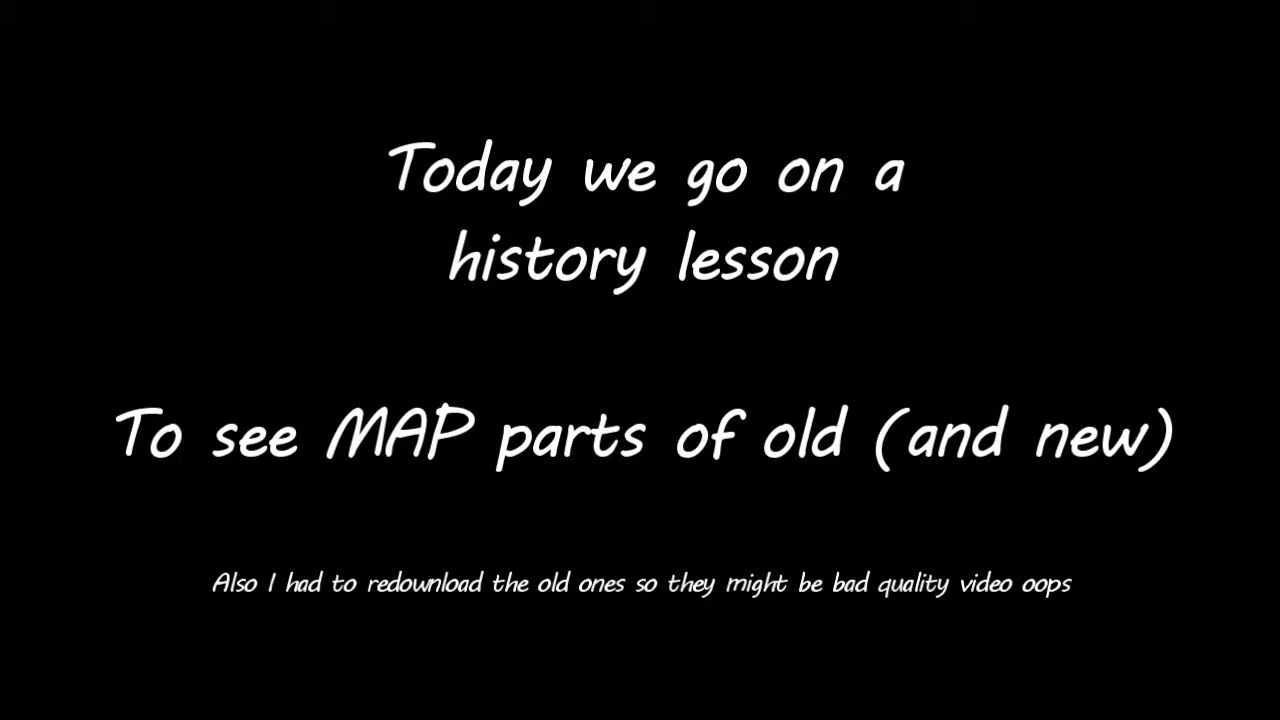 Today we go on a
history lesson
To see MAP parts of old (and new)
Also I had to redownload the old ones so they might be bad quality video oops